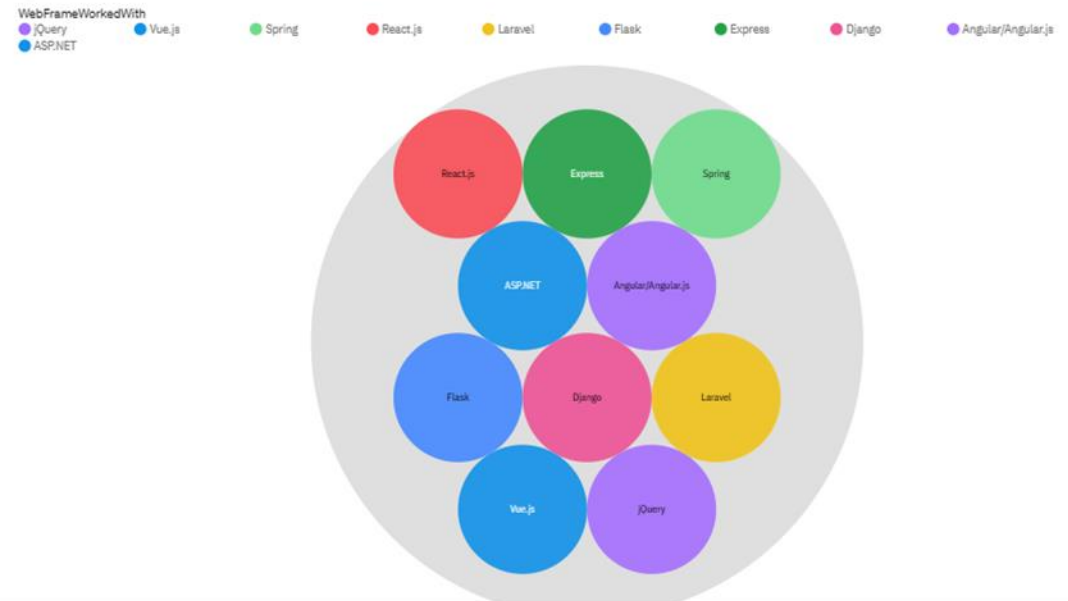 WebFrameWorkedWith
jQuery Vue.js Spring React.js Laravel Flask Express Django Angular/Angular.js
ASP.NET
React.js Express Spring
ASP.NET Angular/Angular.js
Flask Django Laravel
Vue.js jQuery